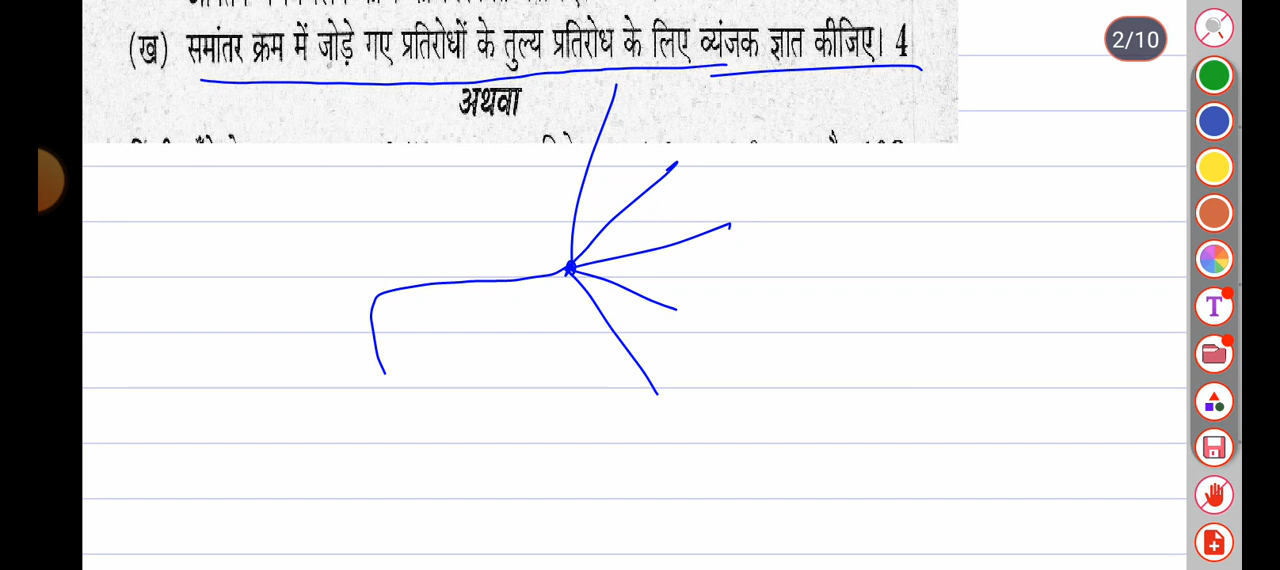 (ख) समांतर क्रम में जोड़े गए प्रतिरोधों के तुल्य प्रतिरोध के लिए व्यंजक ज्ञात कीजिए। 4
अथवा
2/10
T